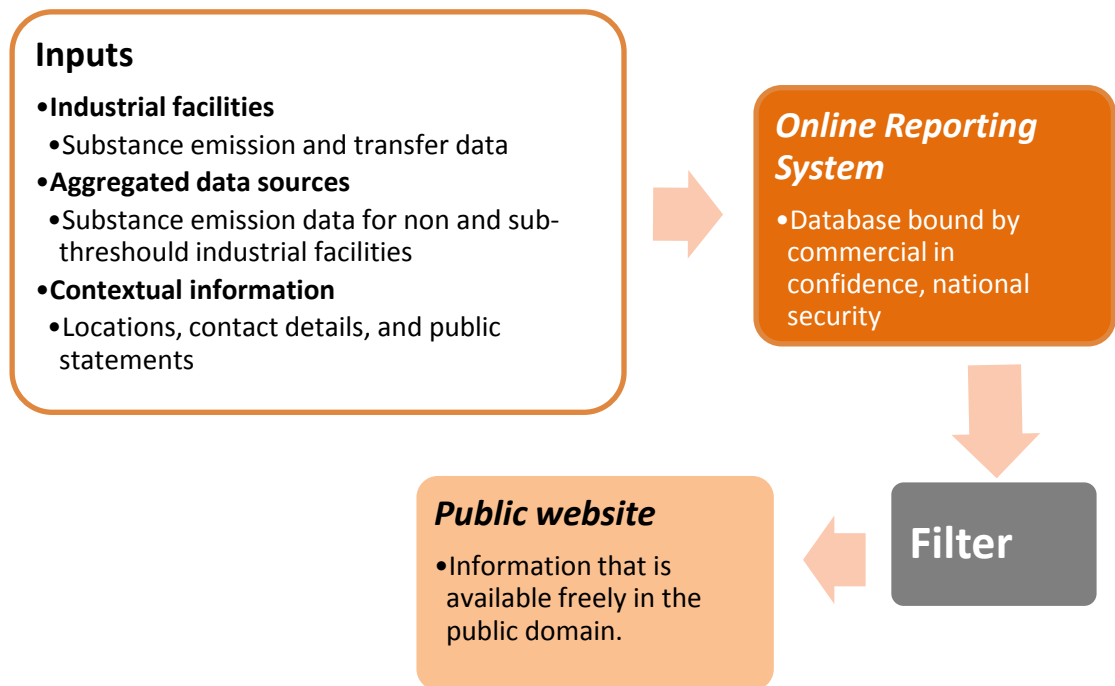 Inputs
•Industrial facilities
•Substance emission and transfer data
•Aggregated data sources
•Substance emission data for non and sub-
threshould industrial facilities
•Contextual information
•Locations, contact details, and public
statements
Online Reporting
System
•Database bound by
commercial in
confidence, national
security
Filter
Public website
•Information that is
available freely in the
public domain.